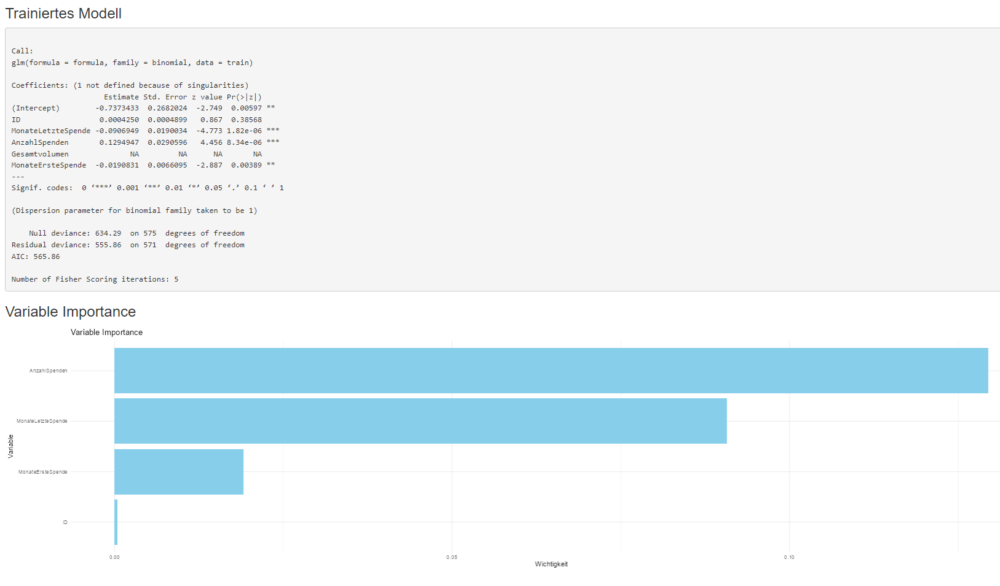 Trainiertes Modell
Call:
glm(formula = formula, family = binomial, data = train)
Coefficients: (1 not defined because of singularities)
Estimate Std. Error z value Pr(>|z|)
(Intercept) -0.7373433 0.2682024 -2.749 0.00597 **
ID 0.0004250 0.0004899 0.867 0.38568
MonateLetzteSpende -0.0906949 0.0190034 -4.773 1.82e-06 ***
AnzahlSpenden 0.1294947 0.0290596 4.456 8.34e-06 ***
Gesamtvolumen NA NA NA NA
MonateErsteSpende -0.0190831 0.0066095 -2.887 0.00389 **
---
Signif. codes: 0 ‘***’ 0.001 ‘**’ 0.01 ‘*’ 0.05 ‘.’ 0.1 ‘ ’ 1
(Dispersion parameter for binomial family taken to be 1)
Null deviance: 634.29 on 575 degrees of freedom
Residual deviance: 555.86 on 571 degrees of freedom
AIC: 565.86
Number of Fisher Scoring iterations: 5
Variable Importance
Variable Importance
AnzahlSpenden
MonateLetzteSpende
Variable
MonateErsteSpende
ID
0.00 0.05 0.10
Wichtigkeit